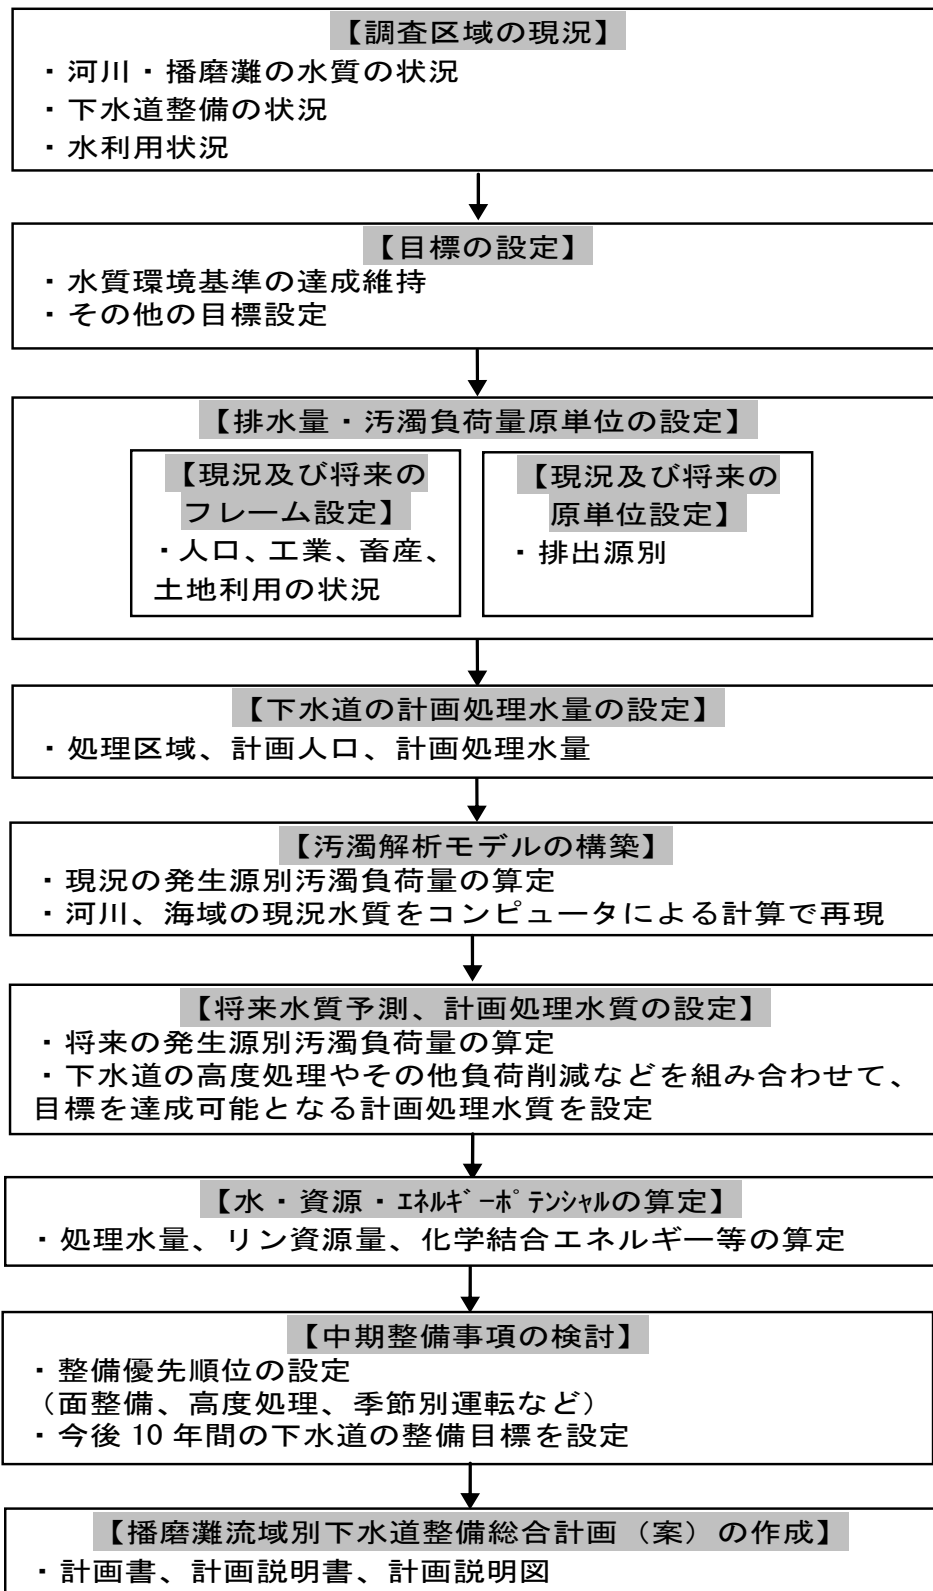 【調査区域の現況】
・河川・播磨灘の水質の状況
・下水道整備の状況
・水利用状況
【目標の設定】
・水質環境基準の達成維持
・その他の目標設定
【排水量・汚濁負荷量原単位の設定】
【現況及び将来の
フレーム設定】
・人口、工業、畜産、
土地利用の状況
【現況及び将来の
原単位設定】
・排出源別
【下水道の計画処理水量の設定】
・処理区域、計画人口、計画処理水量
【汚濁解析モデルの構築】
・現況の発生源別汚濁負荷量の算定
・河川、海域の現況水質をコンピュータによる計算で再現
【将来水質予測、計画処理水質の設定】
・将来の発生源別汚濁負荷量の算定
・下水道の高度処理やその他負荷削減などを組み合わせて、
目標を達成可能となる計画処理水質を設定
【水・資源・ｴﾈﾙｷﾞｰﾎﾟﾃﾝｼｬﾙの算定】
・処理水量、リン資源量、化学結合エネルギー等の算定
【中期整備事項の検討】
・整備優先順位の設定
（面整備、高度処理、季節別運転など）
・今後 10 年間の下水道の整備目標を設定
【播磨灘流域別下水道整備総合計画（案）の作成】
・計画書、計画説明書、計画説明図